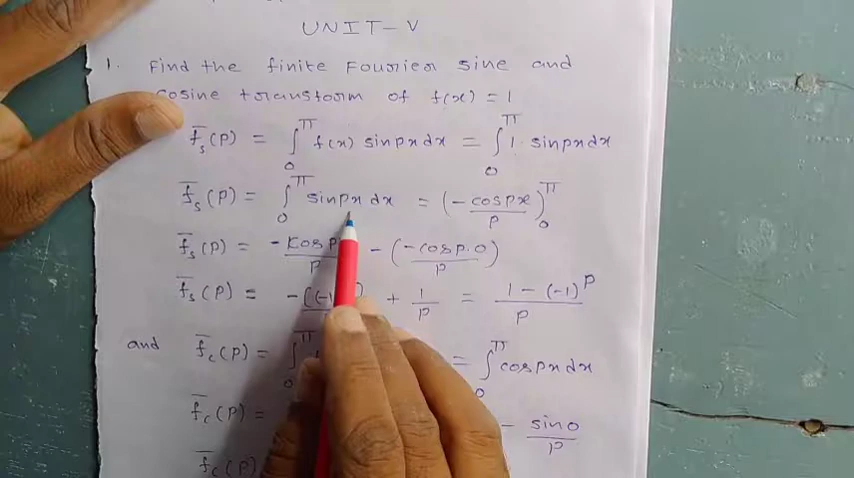 UNIT-V
1. Find the finite Fourier sine and
cosine transform of f(x) = 1
f̅ₛ(P) = ∫₀^π f(x) sinpx dx = ∫₀^π 1. sinpx dx
f̅ₛ(P) = ∫₀^π sinpx dx = (- cospx/p)₀^π
f̅ₛ(P) = - (- cosp.0/p)
f̅ₛ(P) = + 1/p = 1 - (-1)^p / p
and f̅꜀(P) = ∫₀^π = ∫₀^π cospx dx
f̅꜀(P) = - sin0/p
f̅꜀(P)